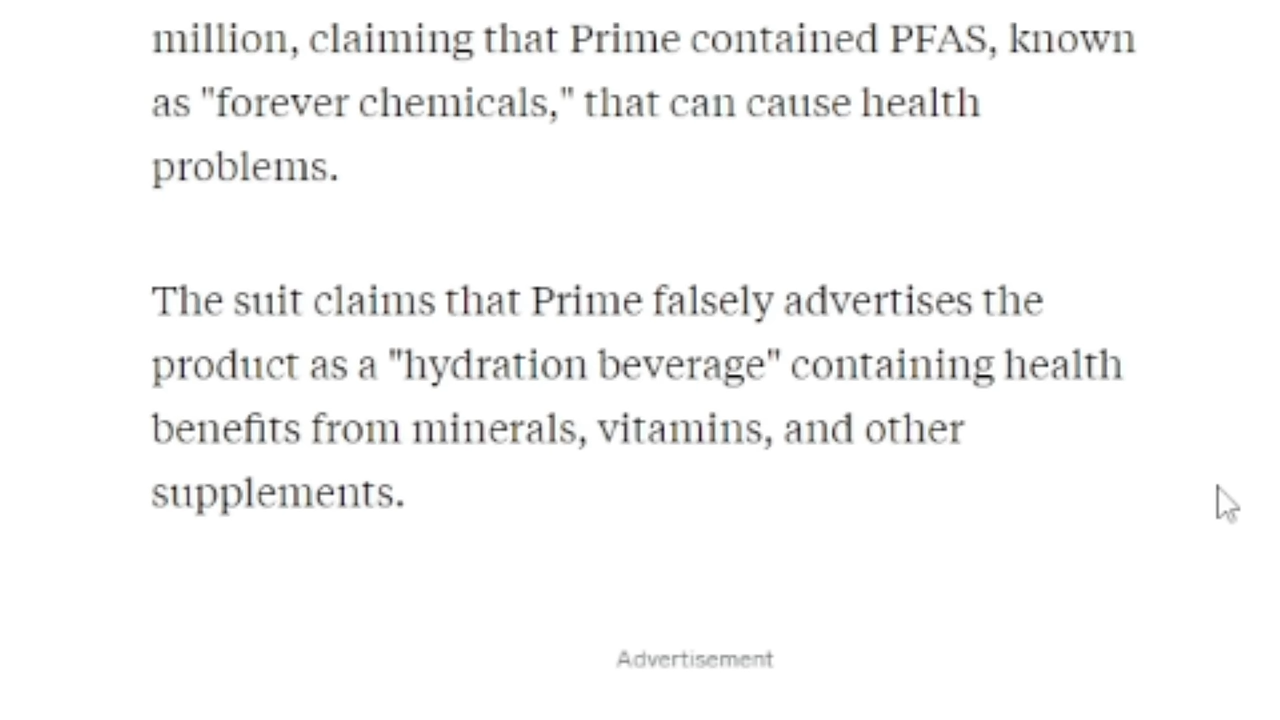 million, claiming that Prime contained PFAS, known
as "forever chemicals," that can cause health
problems.
The suit claims that Prime falsely advertises the
product as a "hydration beverage" containing health
benefits from minerals, vitamins, and other
supplements.
Advertisement